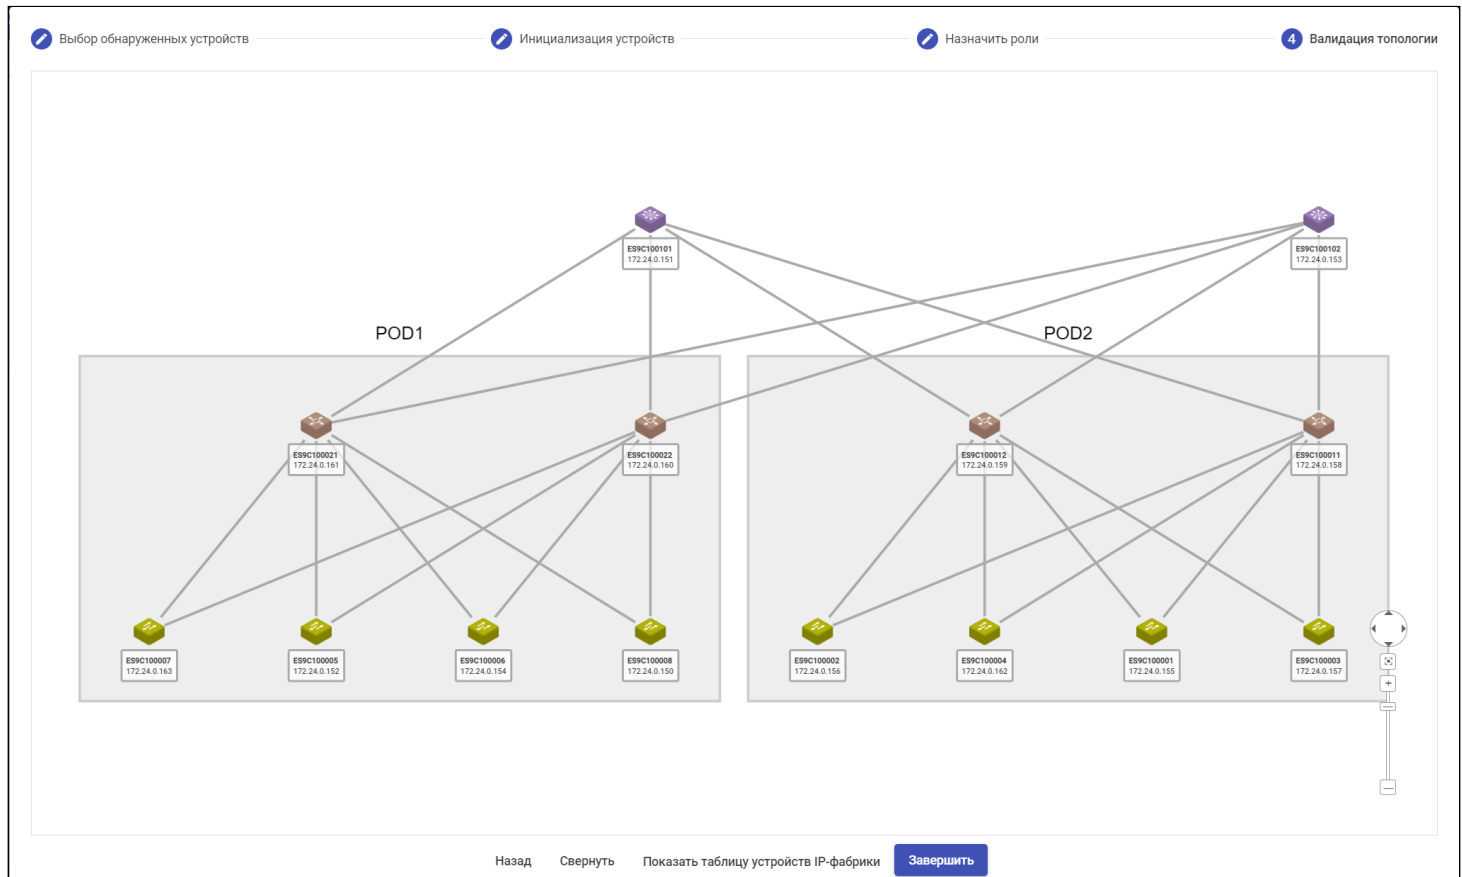 Выбор обнаруженных устройств
Инициализация устройств
Назначить роли
4 Валидация топологии
ES9C100101
172.24.0.151
ES9C100102
172.24.0.153
POD1
POD2
ES9C100021
172.24.0.161
ES9C100022
172.24.0.160
ES9C100012
172.24.0.159
ES9C100011
172.24.0.158
ES9C100007
172.24.0.163
ES9C100005
172.24.0.152
ES9C100006
172.24.0.154
ES9C100008
172.24.0.150
ES9C100002
172.24.0.156
ES9C100004
172.24.0.162
ES9C100001
172.24.0.155
ES9C100003
172.24.0.157
Назад
Свернуть
Показать таблицу устройств IP-фабрики
Завершить